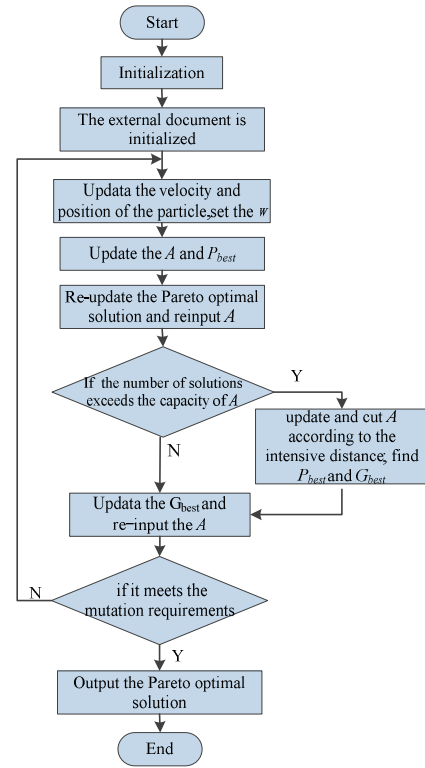 Start
Initialization
The external document is
initialized
Updata the velocity and
position of the particle,set the w
Update the A and Pbest
Re-update the Pareto optimal
solution and reinput A
If the number of solutions
exceeds the capacity of A
Y
update and cut A
according to the
intensive distance; find
Pbest and Gbest
N
Updata the Gbest and
re-input the A
if it meets the
mutation requirements
N
Y
Output the Pareto optimal
solution
End